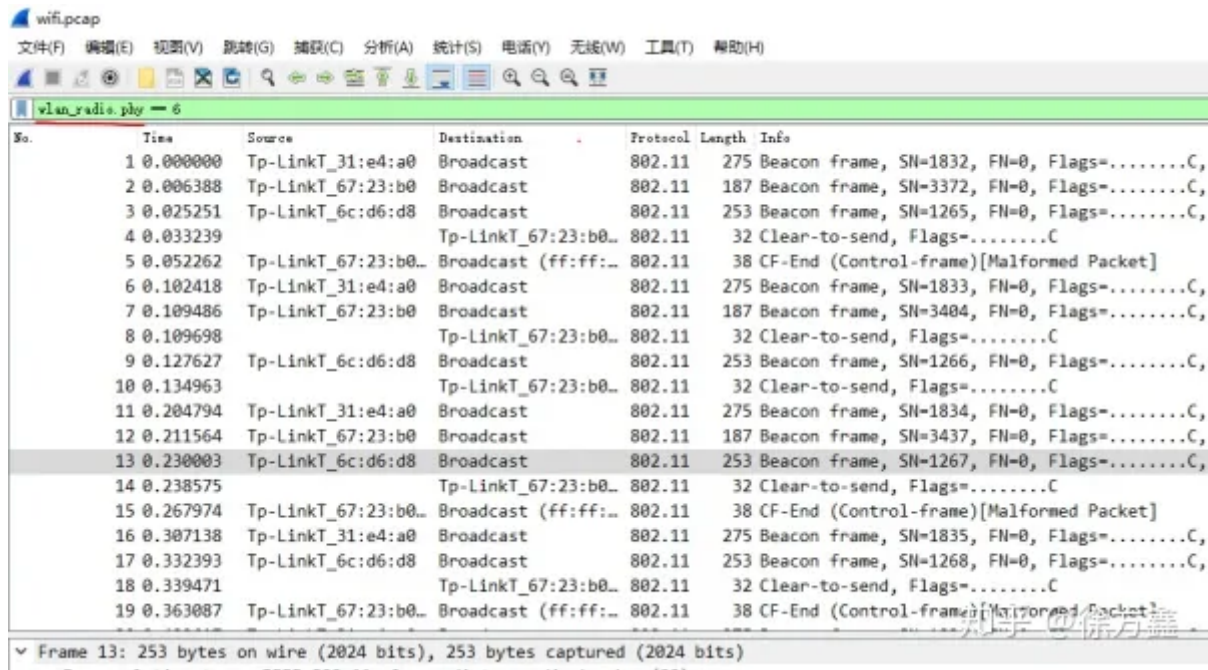 wifi.pcap
文件(F) 编辑(E) 视图(V) 跳转(G) 捕获(C) 分析(A) 统计(S) 电话(Y) 无线(W) 工具(T) 帮助(H)
wlan_radio.phy == 6
No. Time Source Destination Protocol Length Info
1 0.000000 Tp-LinkT_31:e4:a0 Broadcast 802.11 275 Beacon frame, SN=1832, FN=0, Flags=........C,
2 0.006388 Tp-LinkT_67:23:b0 Broadcast 802.11 187 Beacon frame, SN=3372, FN=0, Flags=........C,
3 0.025251 Tp-LinkT_6c:d6:d8 Broadcast 802.11 253 Beacon frame, SN=1265, FN=0, Flags=........C,
4 0.033239 Tp-LinkT_67:23:b0… 802.11 32 Clear-to-send, Flags=........C
5 0.052262 Tp-LinkT_67:23:b0… Broadcast (ff:ff:… 802.11 38 CF-End (Control-frame)[Malformed Packet]
6 0.102418 Tp-LinkT_31:e4:a0 Broadcast 802.11 275 Beacon frame, SN=1833, FN=0, Flags=........C,
7 0.109486 Tp-LinkT_67:23:b0 Broadcast 802.11 187 Beacon frame, SN=3404, FN=0, Flags=........C,
8 0.109698 Tp-LinkT_67:23:b0… 802.11 32 Clear-to-send, Flags=........C
9 0.127627 Tp-LinkT_6c:d6:d8 Broadcast 802.11 253 Beacon frame, SN=1266, FN=0, Flags=........C,
10 0.134963 Tp-LinkT_67:23:b0… 802.11 32 Clear-to-send, Flags=........C
11 0.204794 Tp-LinkT_31:e4:a0 Broadcast 802.11 275 Beacon frame, SN=1834, FN=0, Flags=........C,
12 0.211564 Tp-LinkT_67:23:b0 Broadcast 802.11 187 Beacon frame, SN=3437, FN=0, Flags=........C,
13 0.230003 Tp-LinkT_6c:d6:d8 Broadcast 802.11 253 Beacon frame, SN=1267, FN=0, Flags=........C,
14 0.238575 Tp-LinkT_67:23:b0… 802.11 32 Clear-to-send, Flags=........C
15 0.267974 Tp-LinkT_67:23:b0… Broadcast (ff:ff:… 802.11 38 CF-End (Control-frame)[Malformed Packet]
16 0.307138 Tp-LinkT_31:e4:a0 Broadcast 802.11 275 Beacon frame, SN=1835, FN=0, Flags=........C,
17 0.332393 Tp-LinkT_6c:d6:d8 Broadcast 802.11 253 Beacon frame, SN=1268, FN=0, Flags=........C,
18 0.339471 Tp-LinkT_67:23:b0… 802.11 32 Clear-to-send, Flags=........C
19 0.363087 Tp-LinkT_67:23:b0… Broadcast (ff:ff:… 802.11 38 CF-End (Control-frame)[Malformed Packet]
知乎 @徐方鑫
Frame 13: 253 bytes on wire (2024 bits), 253 bytes captured (2024 bits)